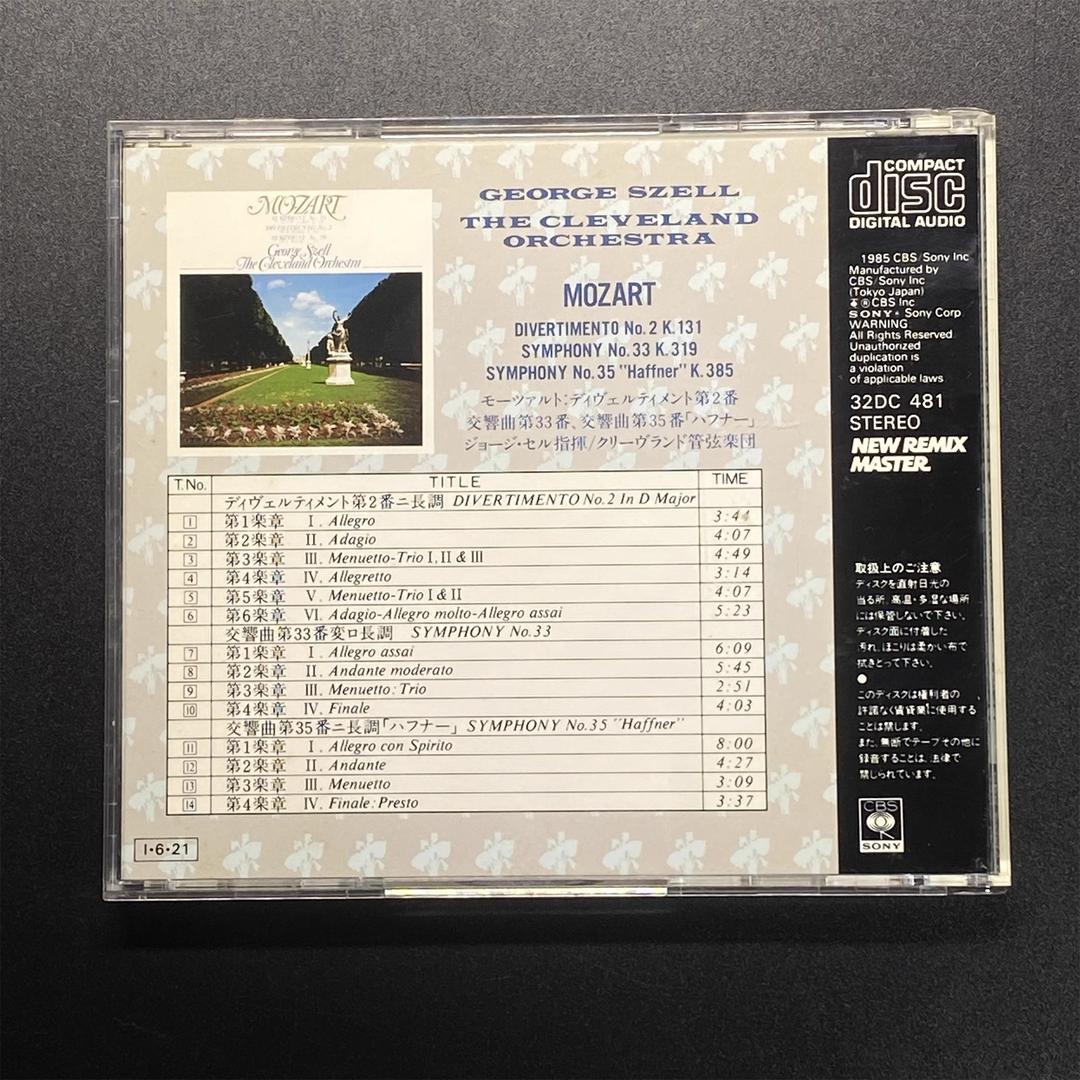 MOZART
George Szell
The Cleveland Orchestra
GEORGE SZELL
THE CLEVELAND
ORCHESTRA
MOZART
DIVERTIMENTO No.2 K.131
SYMPHONY No.33 K.319
SYMPHONY No.35 "Haffner" K.385
モーツァルト:ディヴェルティメント第2番
交響曲第33番、交響曲第35番「ハフナー」
ジョージ・セル指揮/クリーヴランド管弦楽団
T.No. TITLE TIME
ディヴェルティメント第2番ニ長調 DIVERTIMENTO No.2 In D Major
1 第1楽章 I. Allegro 3:44
2 第2楽章 II. Adagio 4:07
3 第3楽章 III. Menuetto-Trio I, II & III 4:49
4 第4楽章 IV. Allegretto 3:14
5 第5楽章 V. Menuetto-Trio I & II 4:07
6 第6楽章 VI. Adagio-Allegro molto-Allegro assai 5:23
交響曲第33番変ロ長調 SYMPHONY No.33
7 第1楽章 I. Allegro assai 6:09
8 第2楽章 II. Andante moderato 5:45
9 第3楽章 III. Menuetto: Trio 2:51
10 第4楽章 IV. Finale 4:03
交響曲第35番ニ長調「ハフナー」 SYMPHONY No.35 "Haffner"
11 第1楽章 I. Allegro con Spirito 8:00
12 第2楽章 II. Andante 4:27
13 第3楽章 III. Menuetto 3:09
14 第4楽章 IV. Finale: Presto 3:37
I・6・21
COMPACT
disc
DIGITAL AUDIO
1985 CBS/Sony Inc
Manufactured by
CBS/Sony Inc
(Tokyo Japan)
℗CBS Inc
SONY® Sony Corp
WARNING
All Rights Reserved
Unauthorized
duplication is
a violation
of applicable laws
32DC 481
STEREO
NEW REMIX
MASTER
取扱上のご注意
ディスクを直射日光の
当る所、高温・多湿な場所
には保管しないで下さい。
ディスク面に付着した
汚れ、ほこりは柔かい布で
拭きとって下さい。
このディスクは権利者の
許諾なく賃貸業に使用する
ことは禁じます。
また、無断でテープその他に
録音することは、法律で
禁じられています。
CBS
SONY